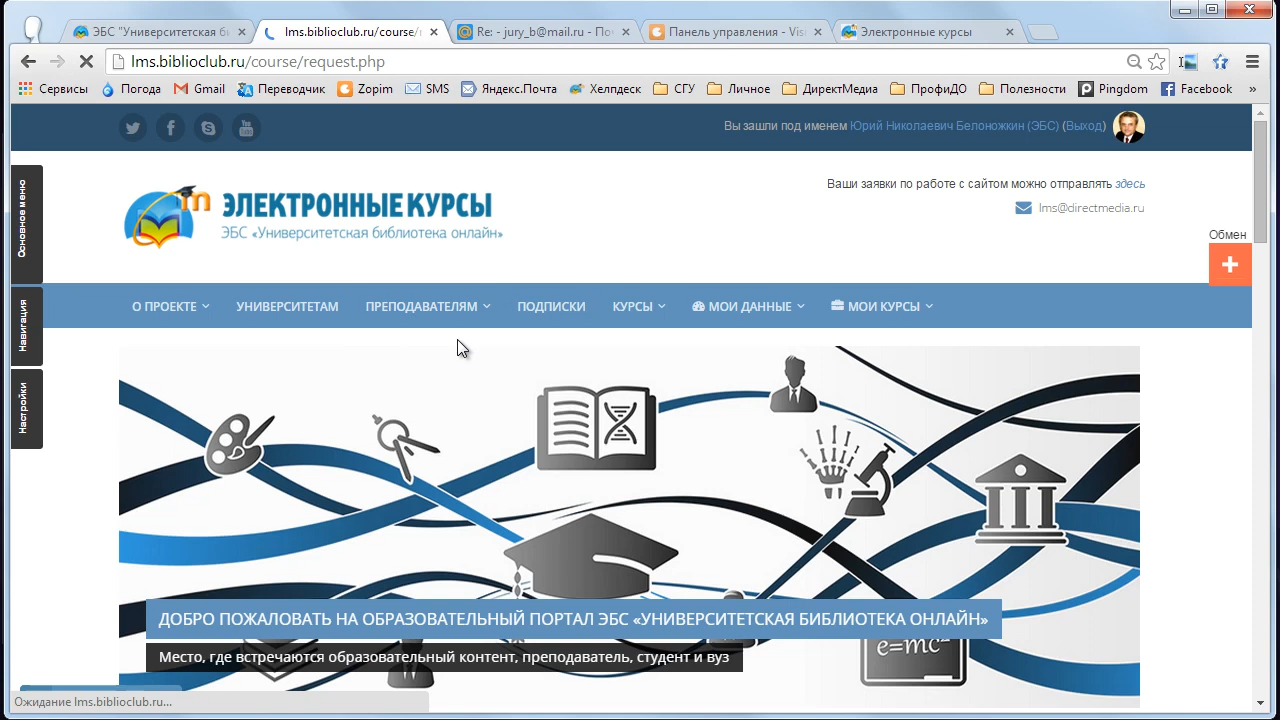 ЭБС "Университетская б
lms.biblioclub.ru/course/r
Re: - jury_b@mail.ru - По
Панель управления - Vis
Электронные курсы
lms.biblioclub.ru/course/request.php
Сервисы
Погода
Gmail
Переводчик
Zopim
SMS
Яндекс.Почта
Хелпдеск
СГУ
Личное
ДиректМедиа
ПрофиДО
Полезности
Pingdom
Facebook
»
Вы зашли под именем Юрий Николаевич Белоножкин (ЭБС) (Выход)
Основное меню
Навигация
Настройки
ЭЛЕКТРОННЫЕ КУРСЫ
ЭБС «Университетская библиотека онлайн»
Ваши заявки по работе с сайтом можно отправлять здесь
lms@directmedia.ru
Обмен
О ПРОЕКТЕ
УНИВЕРСИТЕТАМ
ПРЕПОДАВАТЕЛЯМ
ПОДПИСКИ
КУРСЫ
МОИ ДАННЫЕ
МОИ КУРСЫ
ДОБРО ПОЖАЛОВАТЬ НА ОБРАЗОВАТЕЛЬНЫЙ ПОРТАЛ ЭБС «УНИВЕРСИТЕТСКАЯ БИБЛИОТЕКА ОНЛАЙН»
Место, где встречаются образовательный контент, преподаватель, студент и вуз
e=mc²
Ожидание lms.biblioclub.ru...